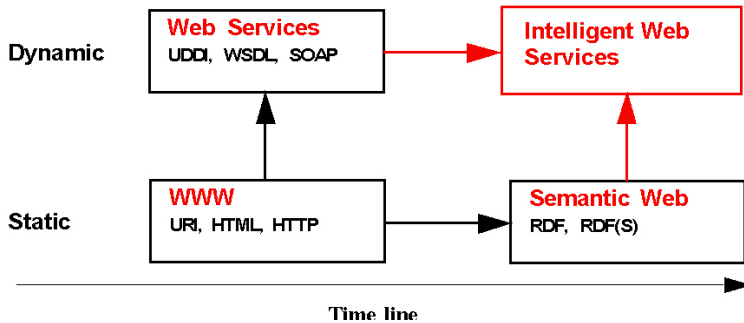 Dynamic
Web Services
UDDI, WSDL, SOAP
Intelligent Web
Services
Static
WWW
URI, HTML, HTTP
Semantic Web
RDF, RDF(S)
Time line